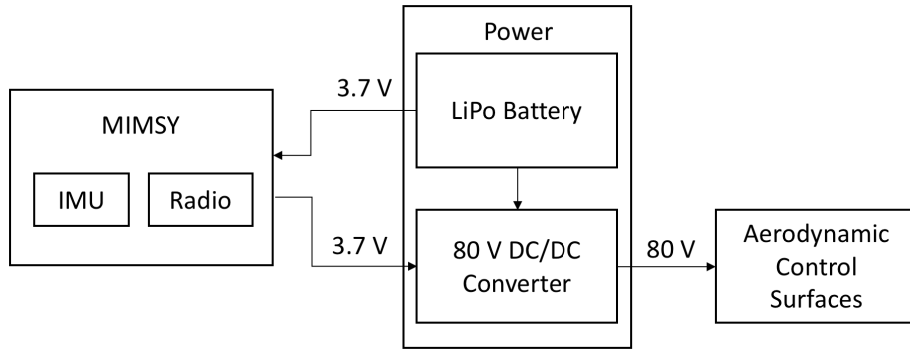 Power
3.7 V
LiPo Battery
MIMSY
IMU
Radio
3.7 V
80 V DC/DC
Converter
80 V
Aerodynamic
Control
Surfaces